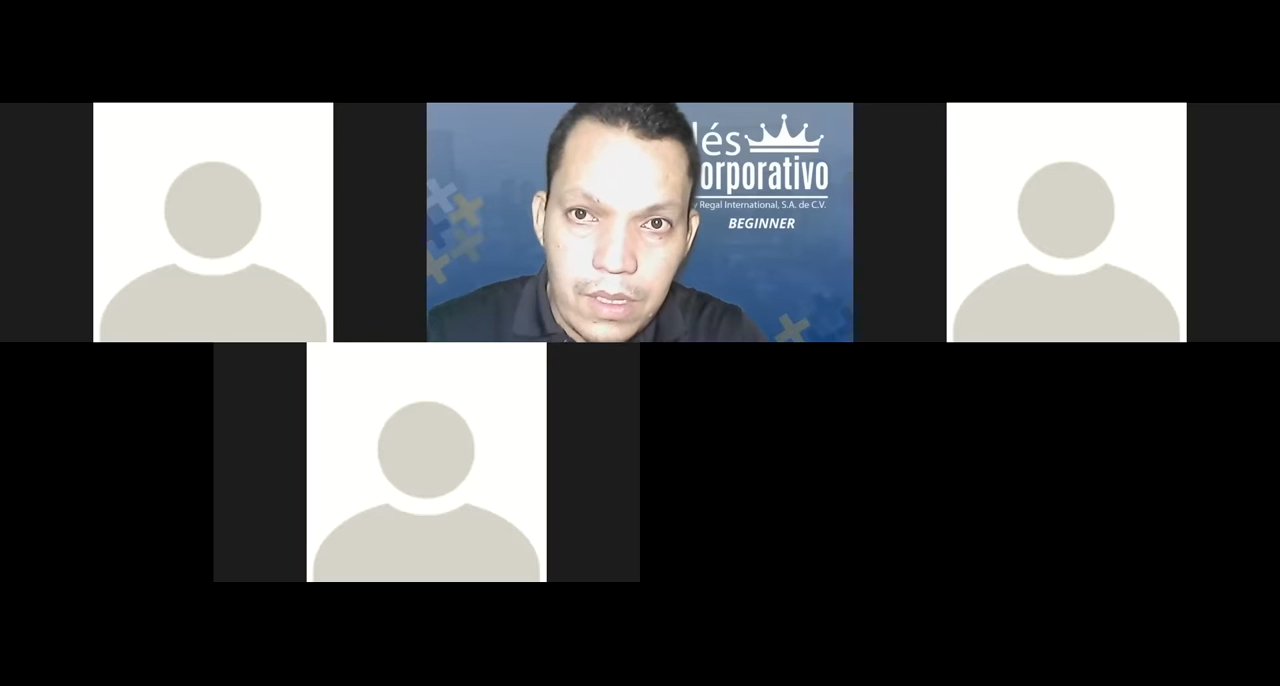 lés
orporativo
Regal International, S.A. de C.V.
BEGINNER